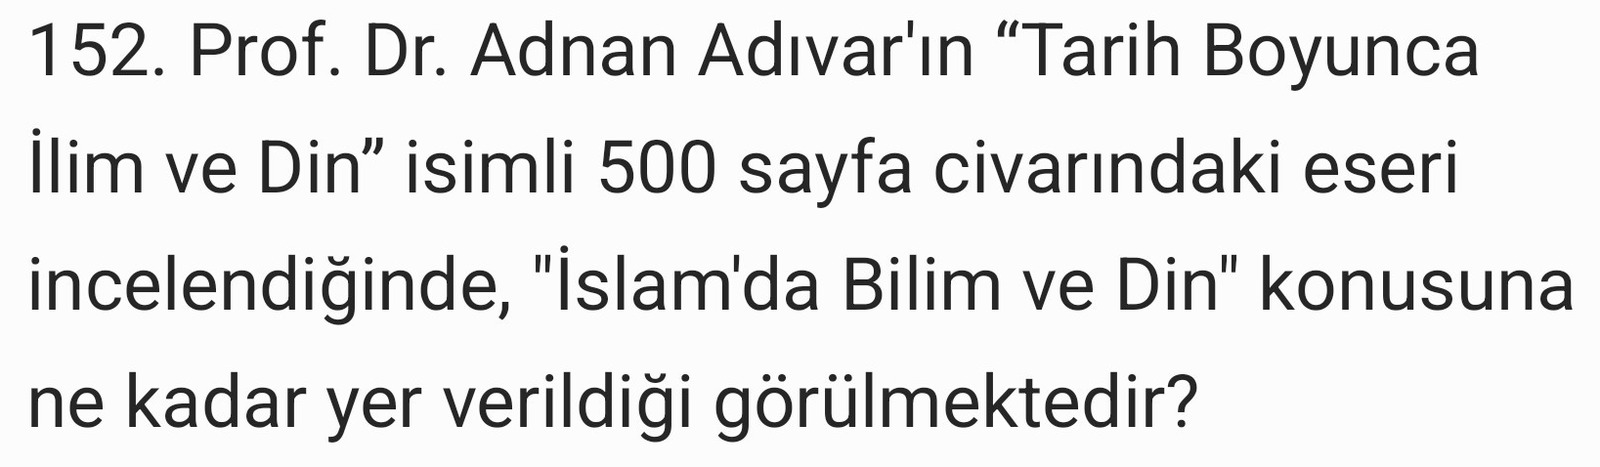 152. Prof. Dr. Adnan Adıvar'ın “Tarih Boyunca
İlim ve Din” isimli 500 sayfa civarındaki eseri
incelendiğinde, "İslam'da Bilim ve Din" konusuna
ne kadar yer verildiği görülmektedir?